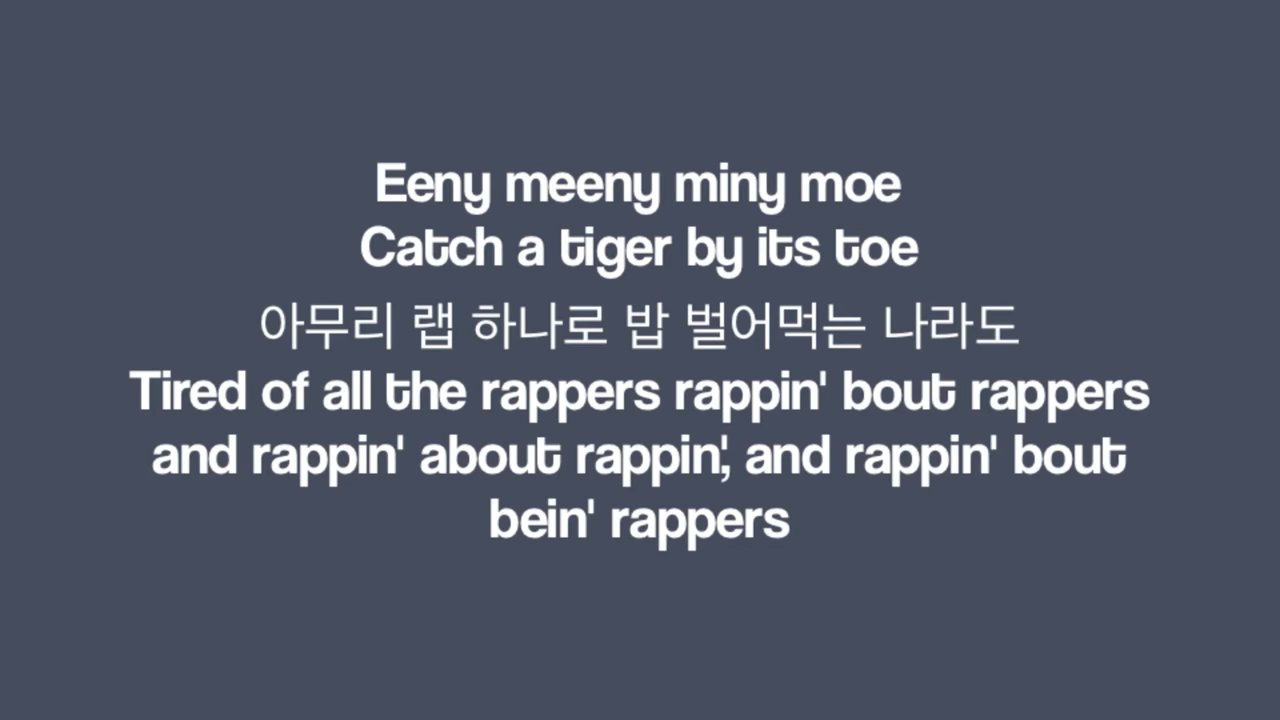 Eeny meeny miny moe
Catch a tiger by its toe
아무리 랩 하나로 밥 벌어먹는 나라도
Tired of all the rappers rappin' bout rappers
and rappin' about rappin', and rappin' bout
bein' rappers